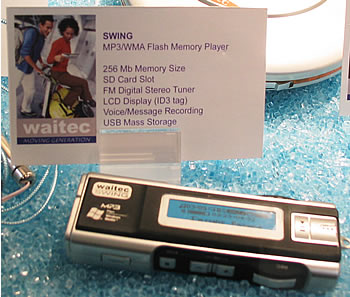 SWING
MP3/WMA Flash Memory Player
256 Mb Memory Size
SD Card Slot
FM Digital Stereo Tuner
LCD Display (ID3 tag)
Voice/Message Recording
USB Mass Storage
waitec
MOVING GENERATION
waitec
SWING
MP3